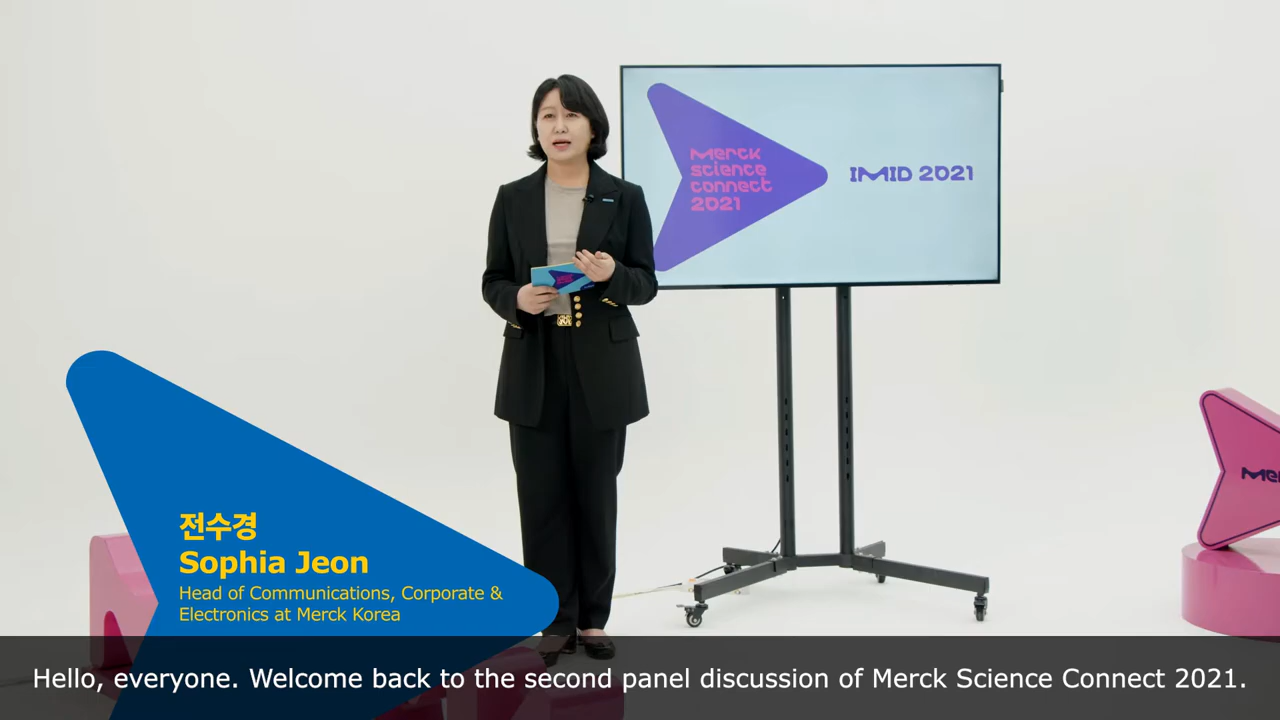 Merck
science
connect
2021
IMID 2021
전수경
Sophia Jeon
Head of Communications, Corporate &
Electronics at Merck Korea
Hello, everyone. Welcome back to the second panel discussion of Merck Science Connect 2021.